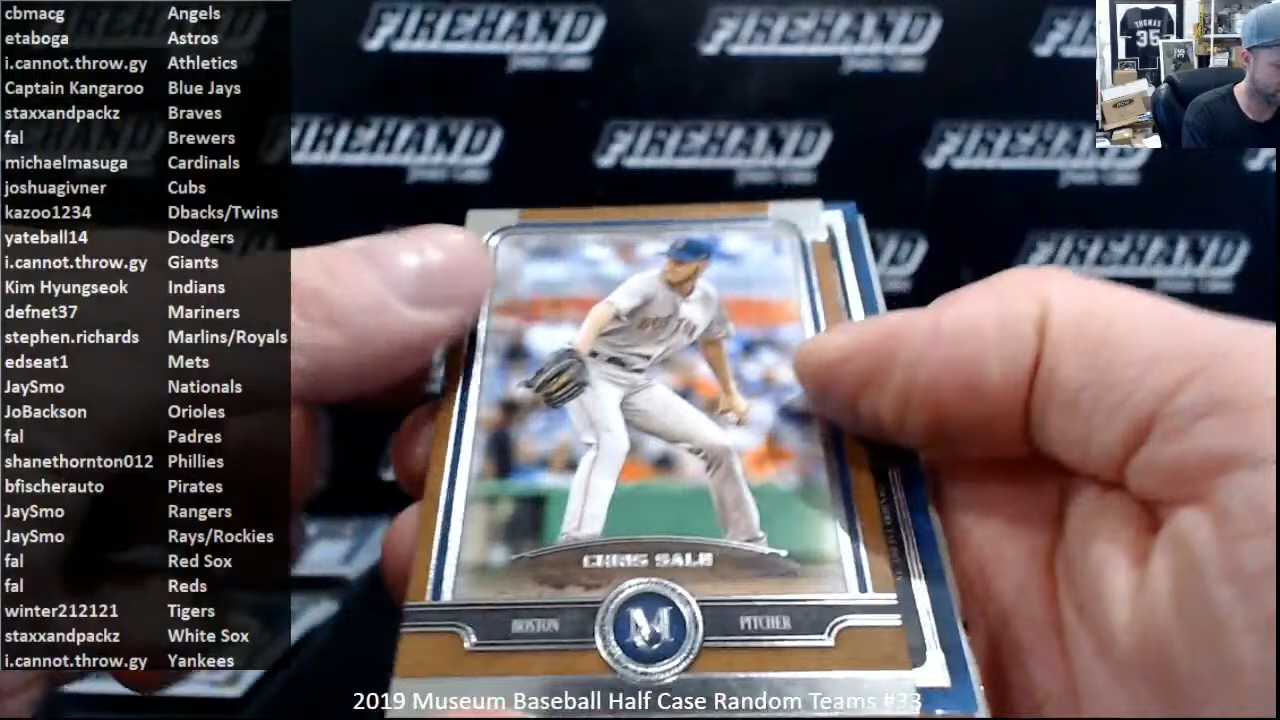 cbmacg Angels
etaboga Astros
i.cannot.throw.gy Athletics
Captain Kangaroo Blue Jays
staxxandpackz Braves
fal Brewers
michaelmasuga Cardinals
joshuagivner Cubs
kazoo1234 Dbacks/Twins
yateball14 Dodgers
i.cannot.throw.gy Giants
Kim Hyungseok Indians
defnet37 Mariners
stephen.richards Marlins/Royals
edseat1 Mets
JaySmo Nationals
JoBackson Orioles
fal Padres
shanethornton012 Phillies
bfischerauto Pirates
JaySmo Rangers
JaySmo Rays/Rockies
fal Red Sox
fal Reds
winter212121 Tigers
staxxandpackz White Sox
i.cannot.throw.gy Yankees
FIREHAND FIREHAND
FIREHAND FIREHAND FIREHAND
FIREHAND
THOMAS
35
BOSTON
CHRIS SALE
BOSTON M PITCHER
2019 Museum Baseball Half Case Random Teams #33